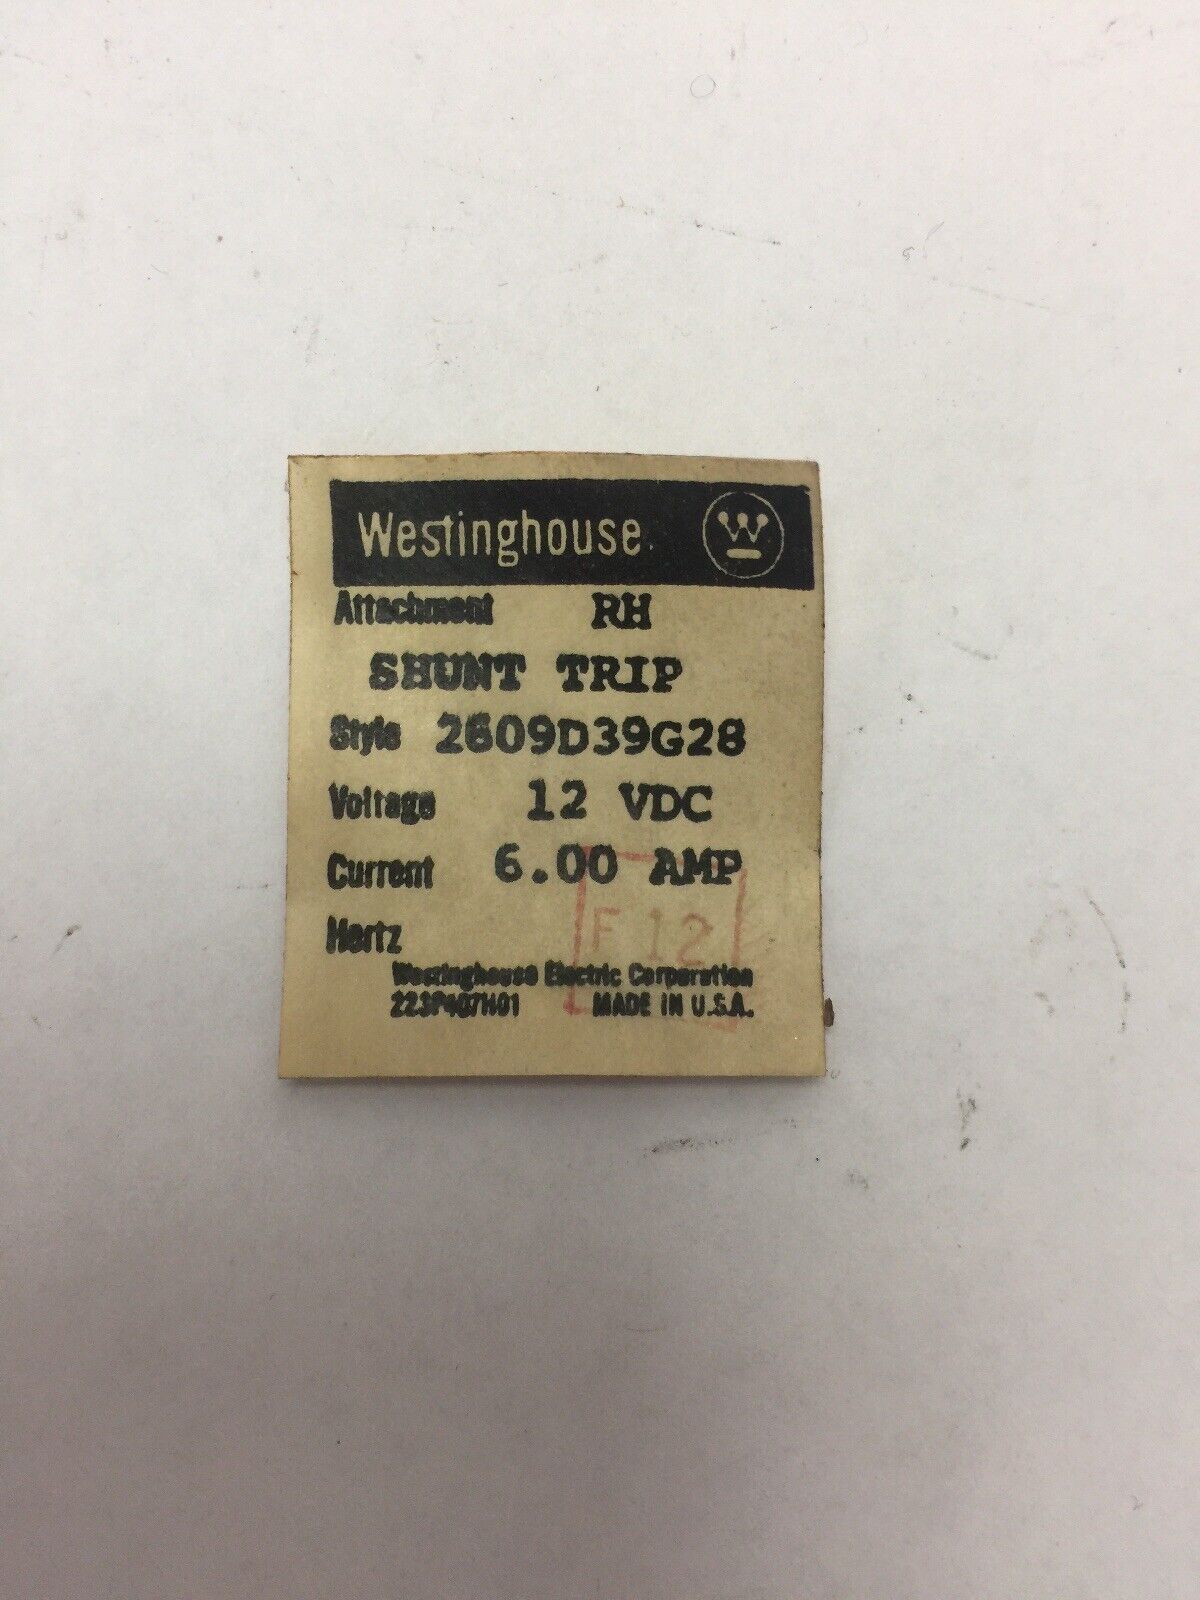 Westinghouse W
Attachment RH
SHUNT TRIP
Style 2609D39G28
Voltage 12 VDC
Current 6.00 AMP
Hertz
F 12
Westinghouse Electric Corporation
223P407H01 MADE IN U.S.A.